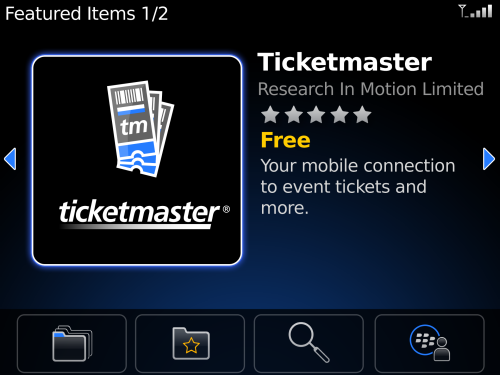 Featured Items 1/2
Ticketmaster
Research In Motion Limited
Free
Your mobile connection
to event tickets and
more.
tm
ticketmaster®